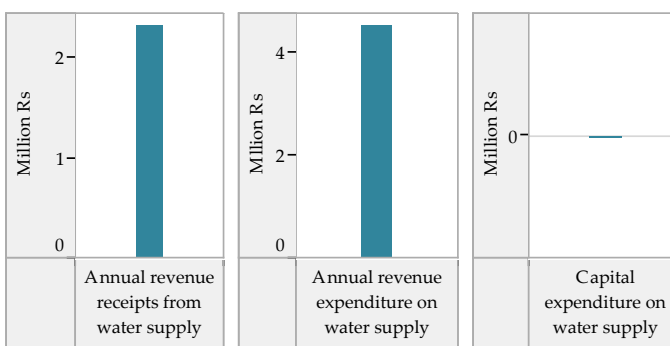 Million Rs
2
1
0
Annual revenue
receipts from
water supply
Million Rs
4
2
0
Annual revenue
expenditure on
water supply
Million Rs
0
Capital
expenditure on
water supply